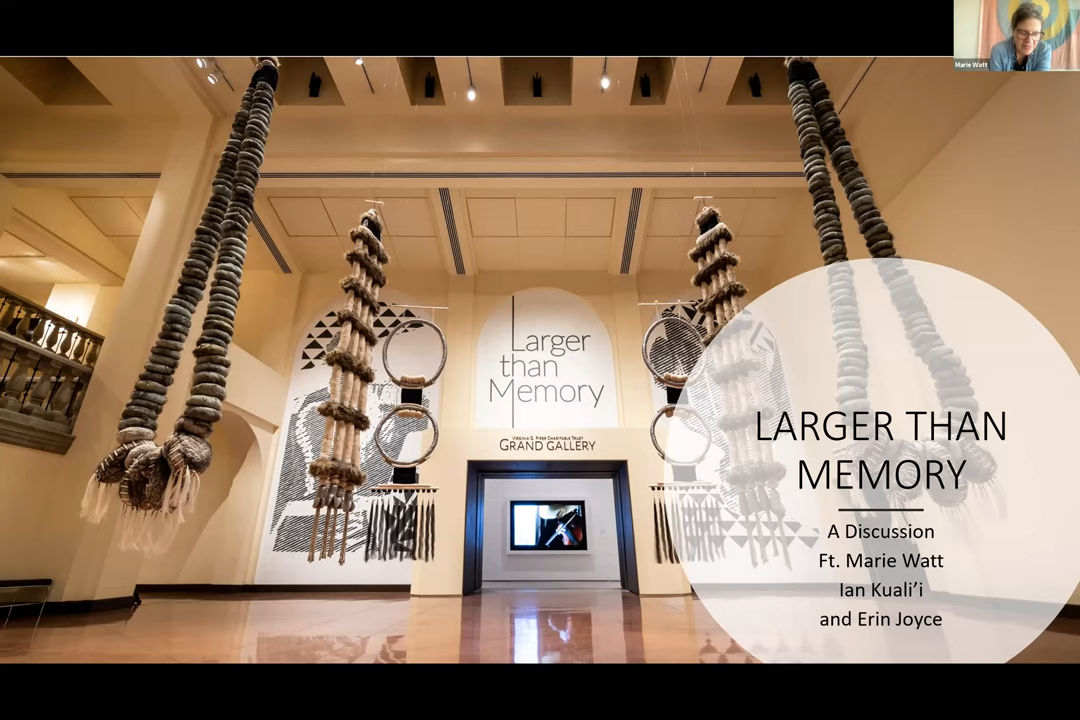 Marie Watt
Larger
than
Memory
VIRGINIA G. PIPER CHARITABLE TRUST
GRAND GALLERY
LARGER THAN
MEMORY
A Discussion
Ft. Marie Watt
Ian Kuali’i
and Erin Joyce